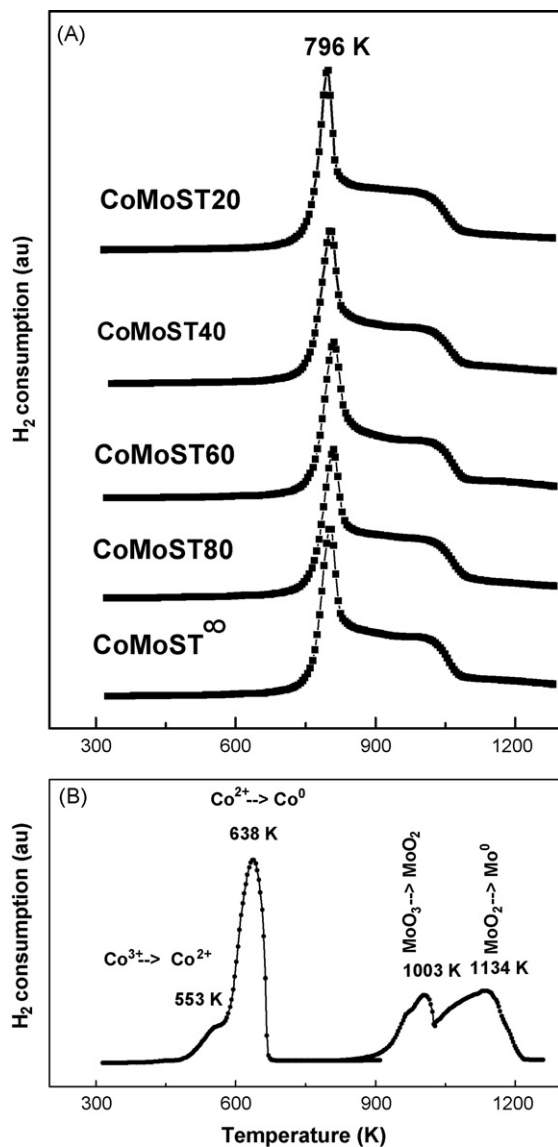 (A)
796 K
CoMoST20
CoMoST40
CoMoST60
CoMoST80
CoMoST∞
H₂ consumption (au)
300 600 900 1200
(B)
Co²⁺--> Co⁰
638 K
Co³⁺--> Co²⁺
553 K
MoO₃--> MoO₂
1003 K
MoO₂--> Mo⁰
1134 K
H₂ consumption (au)
300 600 900 1200
Temperature (K)